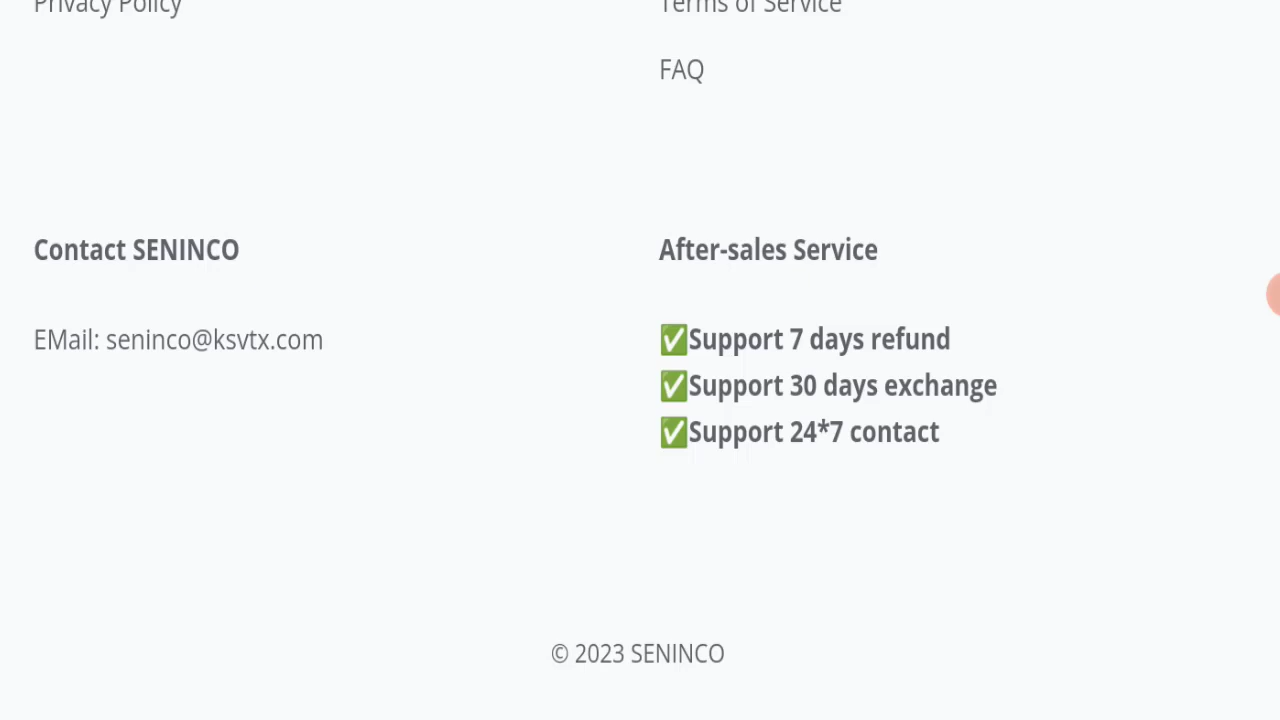 Privacy Policy
Terms of Service
FAQ
Contact SENINCO
EMail: seninco@ksvtx.com
After-sales Service
✅Support 7 days refund
✅Support 30 days exchange
✅Support 24*7 contact
© 2023 SENINCO